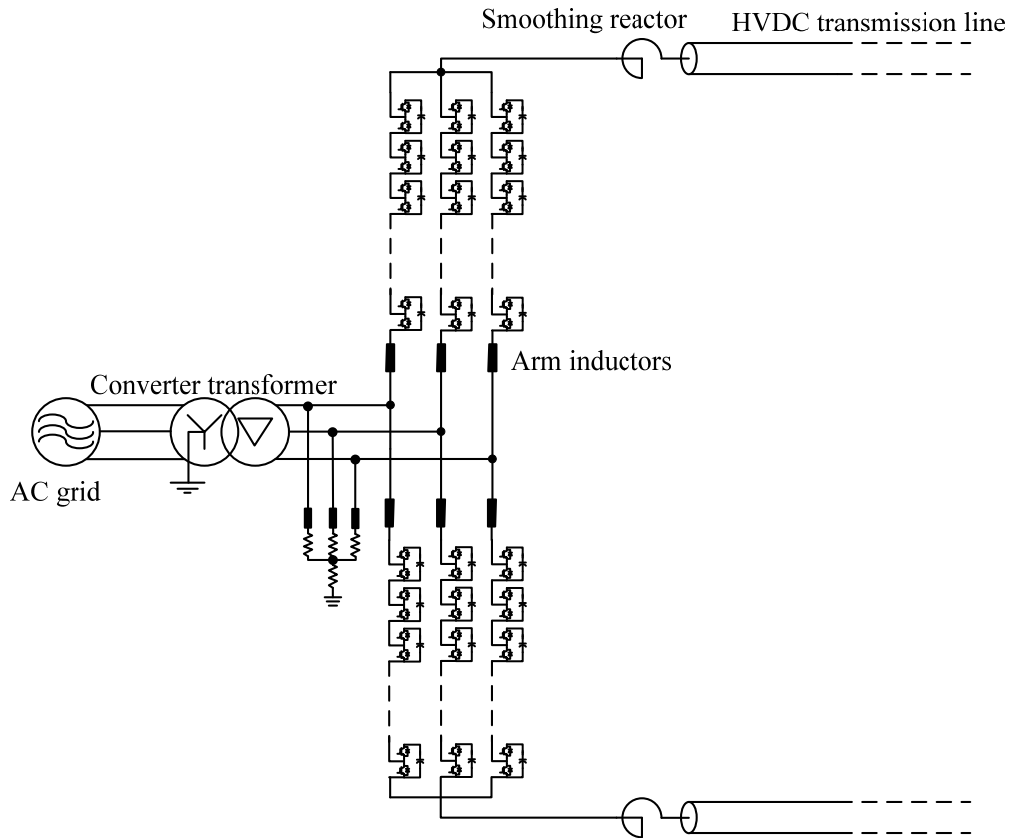 Smoothing reactor
HVDC transmission line
Arm inductors
Converter transformer
AC grid